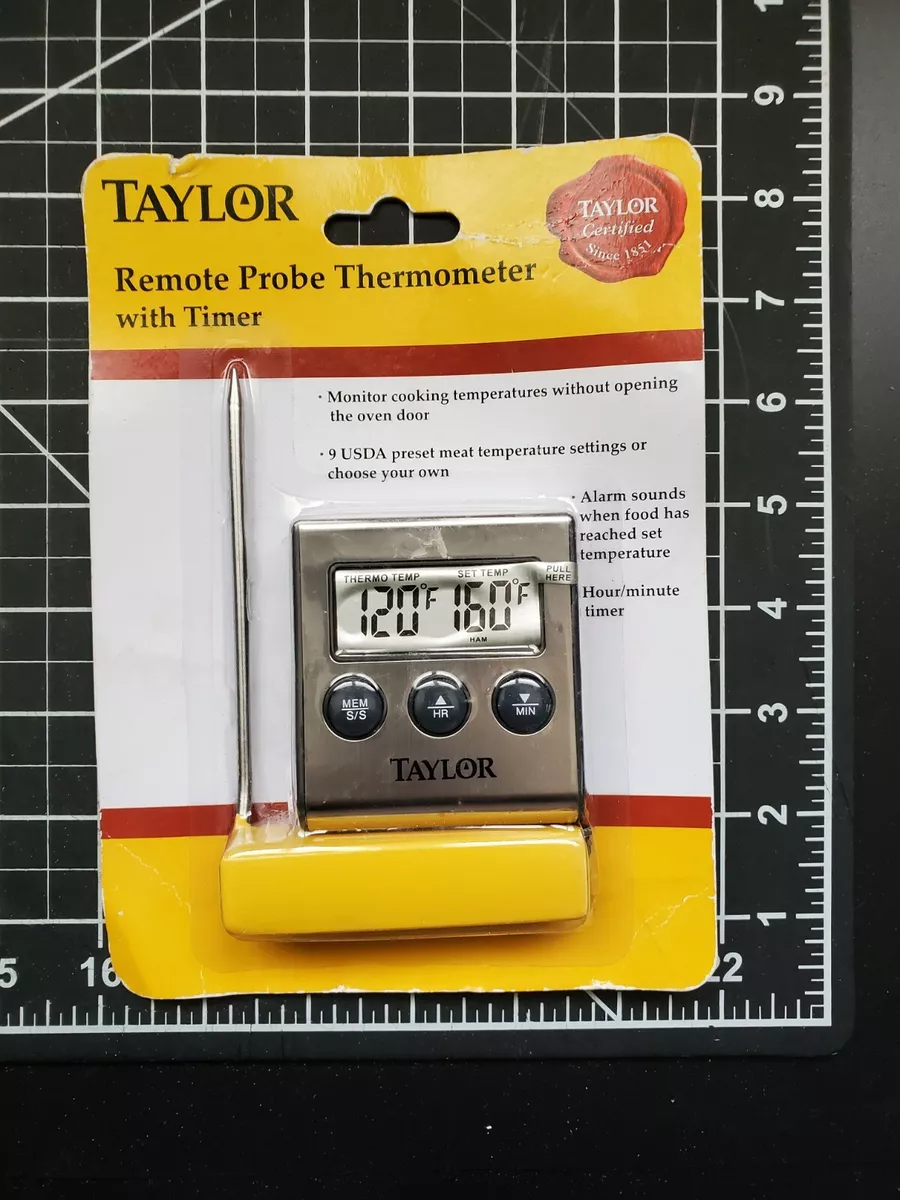 1
9
8
7
6
5
4
3
2
1
TAYLOR
TAYLOR
Certified
Since 1851
Remote Probe Thermometer
with Timer
· Monitor cooking temperatures without opening
the oven door
· 9 USDA preset meat temperature settings or
choose your own
· Alarm sounds
when food has
reached set
temperature
Hour/minute
timer
THERMO TEMP SET TEMP
PULL
HERE
120°F 160°F
HAM
MEM
S/S
▲
HR
▼
MIN
TAYLOR
5 16 22